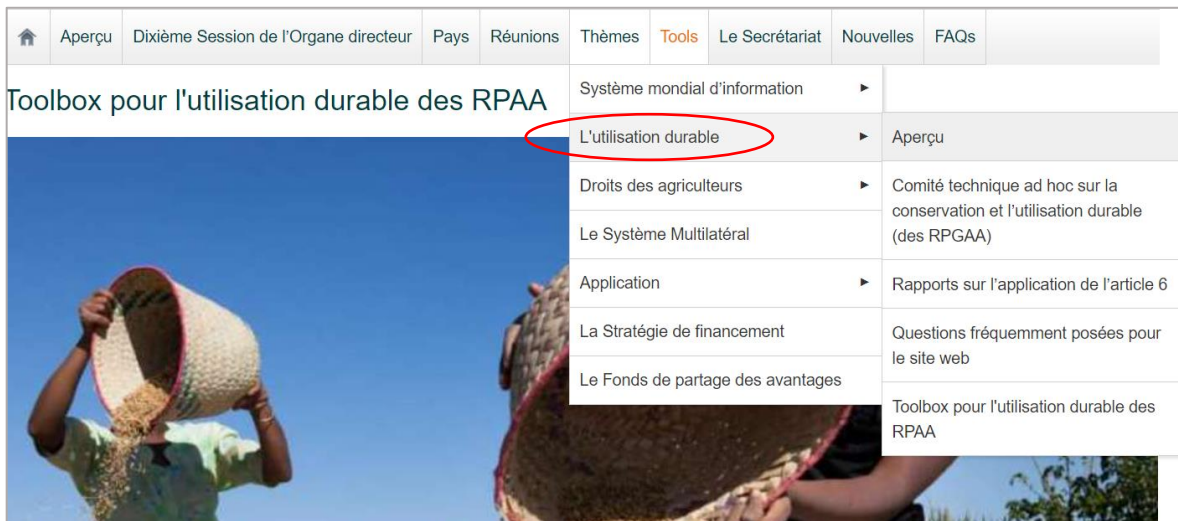 Aperçu Dixième Session de l’Organe directeur Pays Réunions Thèmes Tools Le Secrétariat Nouvelles FAQs
Toolbox pour l'utilisation durable des RPAA
Système mondial d’information
L'utilisation durable
Droits des agriculteurs
Le Système Multilatéral
Application
La Stratégie de financement
Le Fonds de partage des avantages
Aperçu
Comité technique ad hoc sur la
conservation et l’utilisation durable
(des RPGAA)
Rapports sur l’application de l’article 6
Questions fréquemment posées pour
le site web
Toolbox pour l'utilisation durable des
RPAA